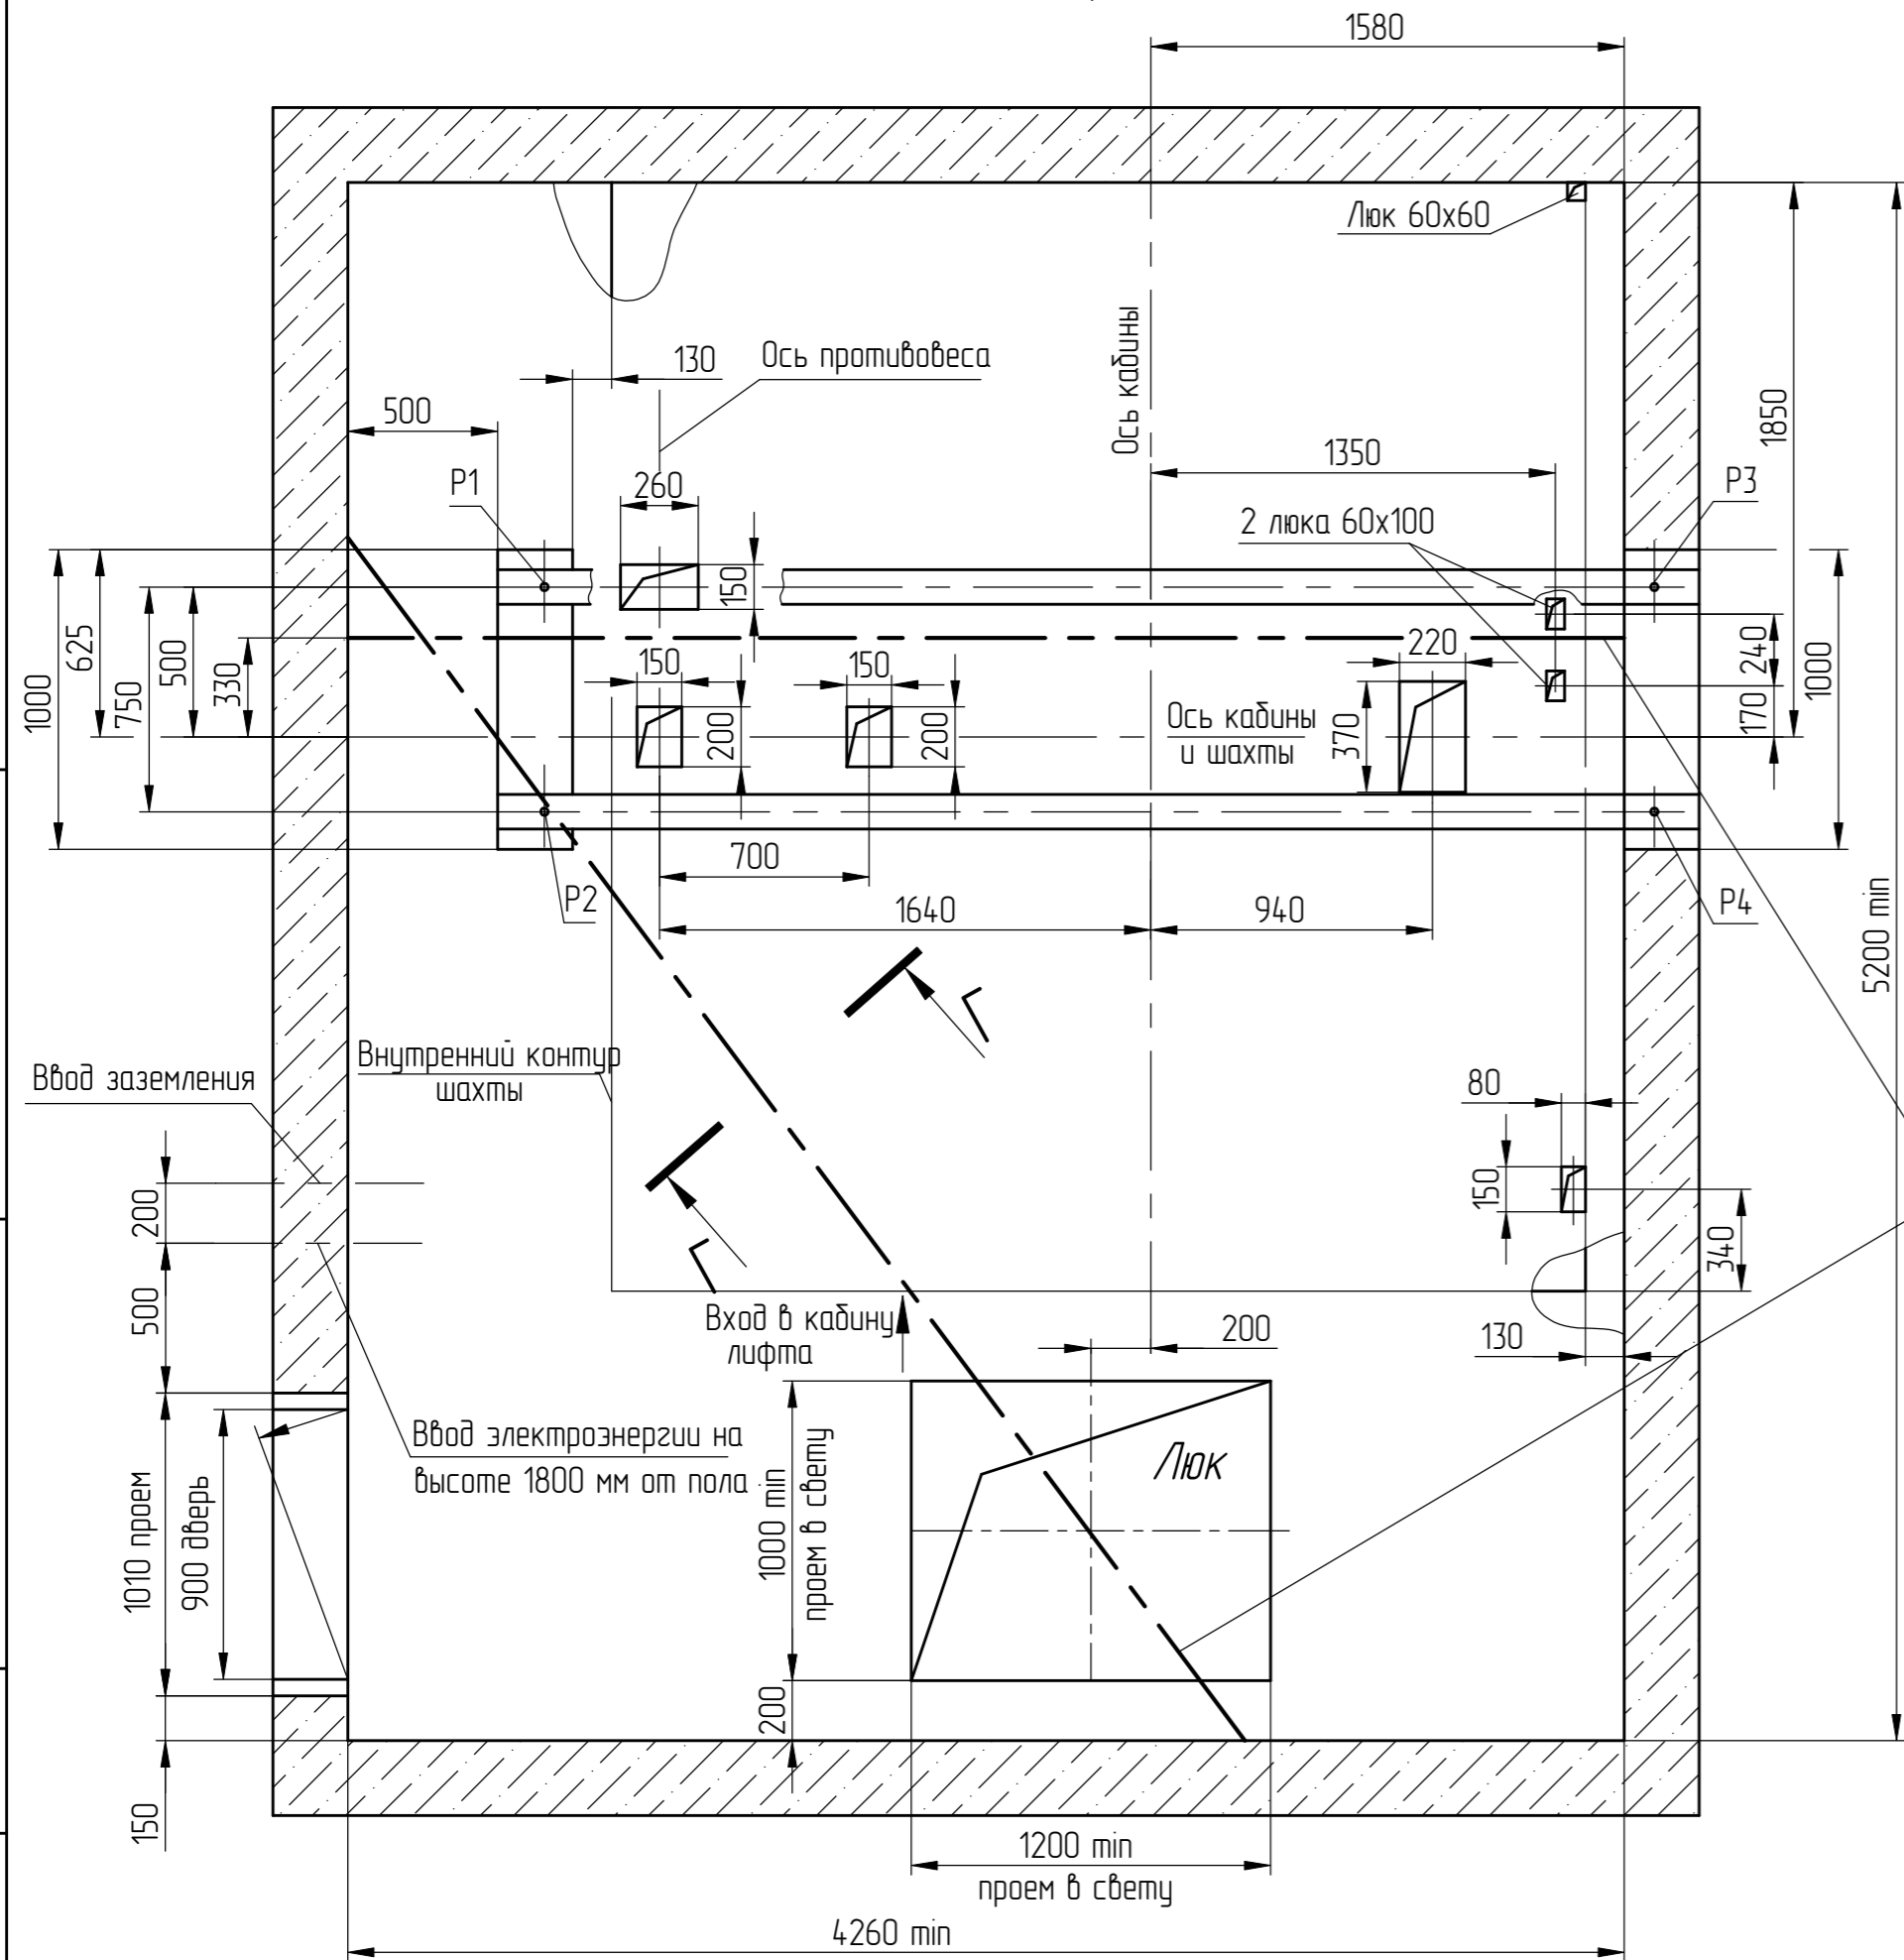 1580
Люк 60х60
130
Ось противовеса
Ось кабины
500
1850
1350
P1
260
P3
2 люка 60х100
150
1000
625
750
500
330
150
150
220
240
1000
200
200
370
170
Ось кабины
и шахты
700
P2
1640
940
P4
5200 min
Ввод заземления
Внутренний контур
шахты
80
150
200
340
500
Вход в кабину
лифта
200
130
Ввод электроэнергии на
высоте 1800 мм от пола
Люк
1010 проем
900 дверь
1000 min
проем в свету
200
150
1200 min
проем в свету
4260 min